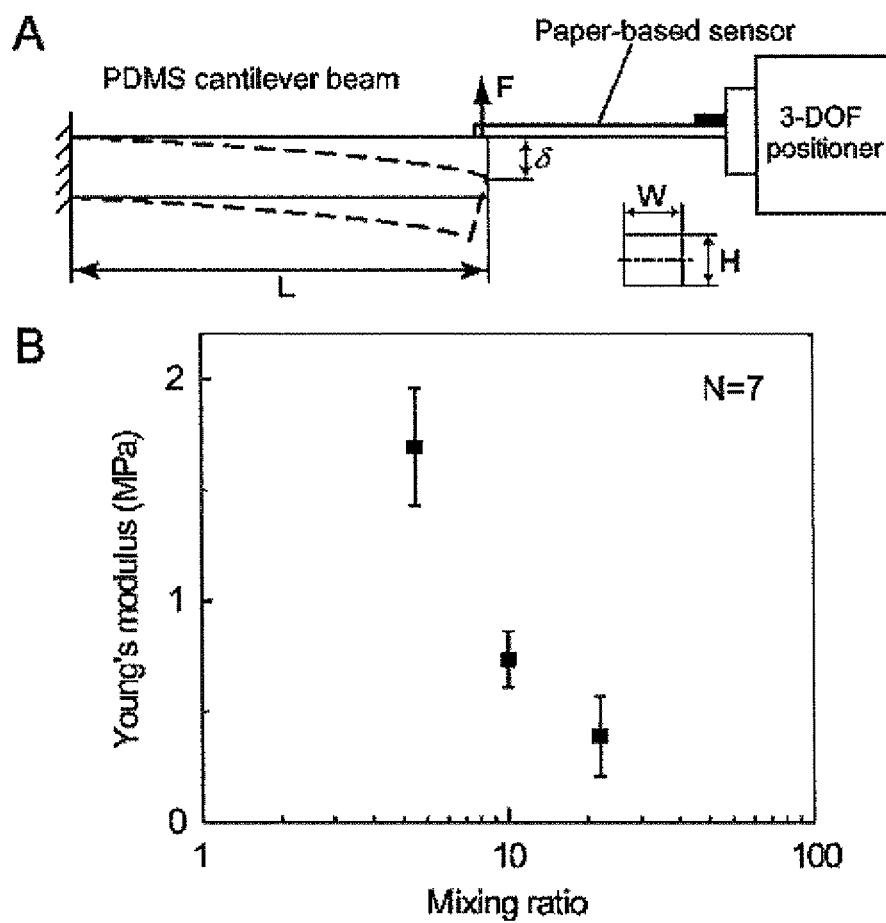 A
PDMS cantilever beam
Paper-based sensor
F
3-DOF
positioner
δ
W
H
L
B
N=7
Young's modulus (MPa)
2
1
0
1
10
100
Mixing ratio